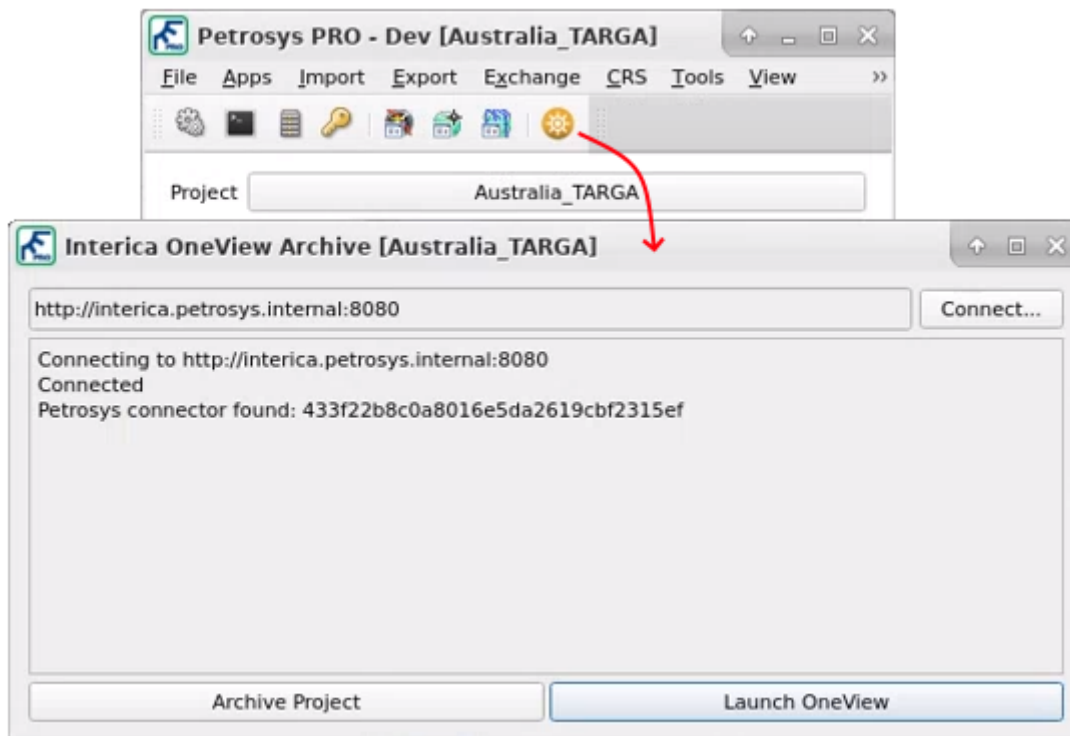 Petrosys PRO - Dev [Australia_TARGA]
File Apps Import Export Exchange CRS Tools View »
Project Australia_TARGA
PRO Interica OneView Archive [Australia_TARGA]
http://interica.petrosys.internal:8080 Connect...
Connecting to http://interica.petrosys.internal:8080
Connected
Petrosys connector found: 433f22b8c0a8016e5da2619cbf2315ef
Archive Project Launch OneView